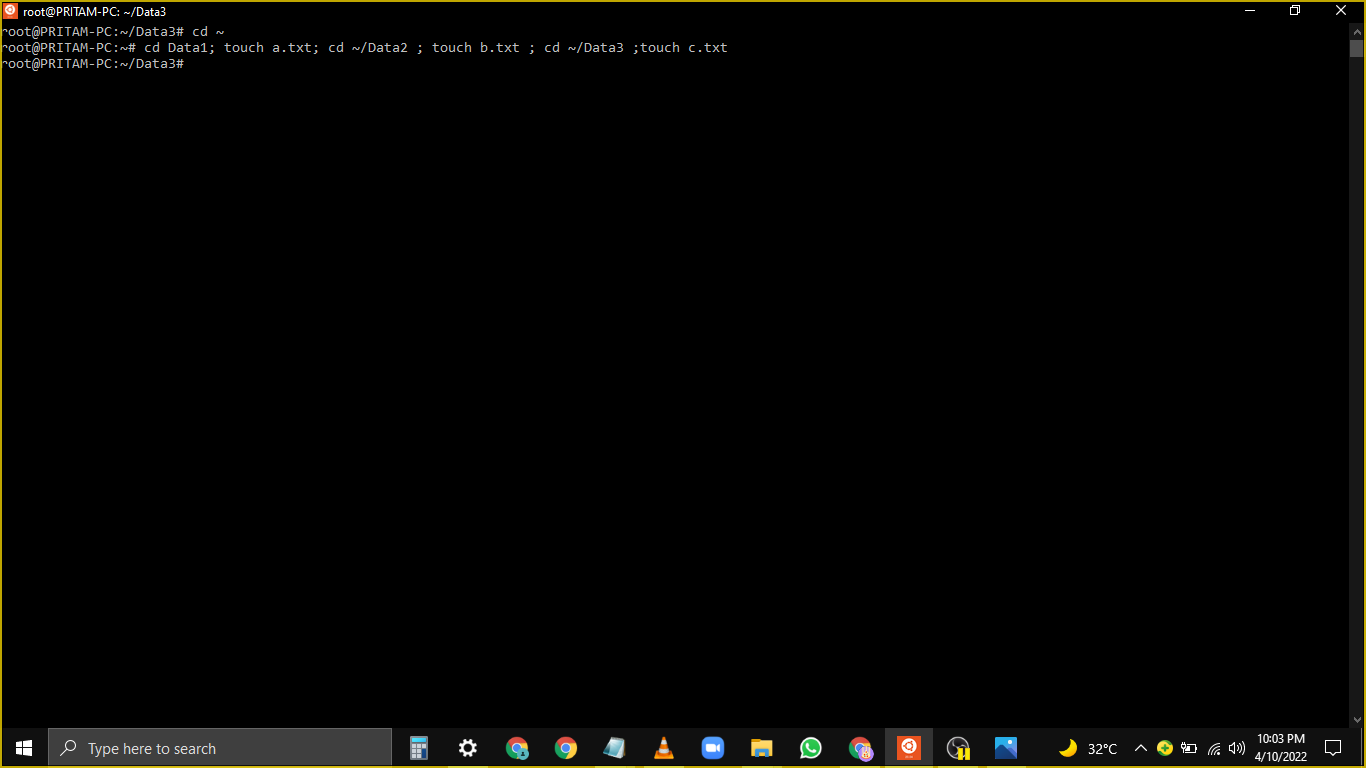 root@PRITAM-PC: ~/Data3
root@PRITAM-PC:~/Data3# cd ~
root@PRITAM-PC:~# cd Data1; touch a.txt; cd ~/Data2 ; touch b.txt ; cd ~/Data3 ;touch c.txt
root@PRITAM-PC:~/Data3#
Type here to search
32°C
10:03 PM
4/10/2022